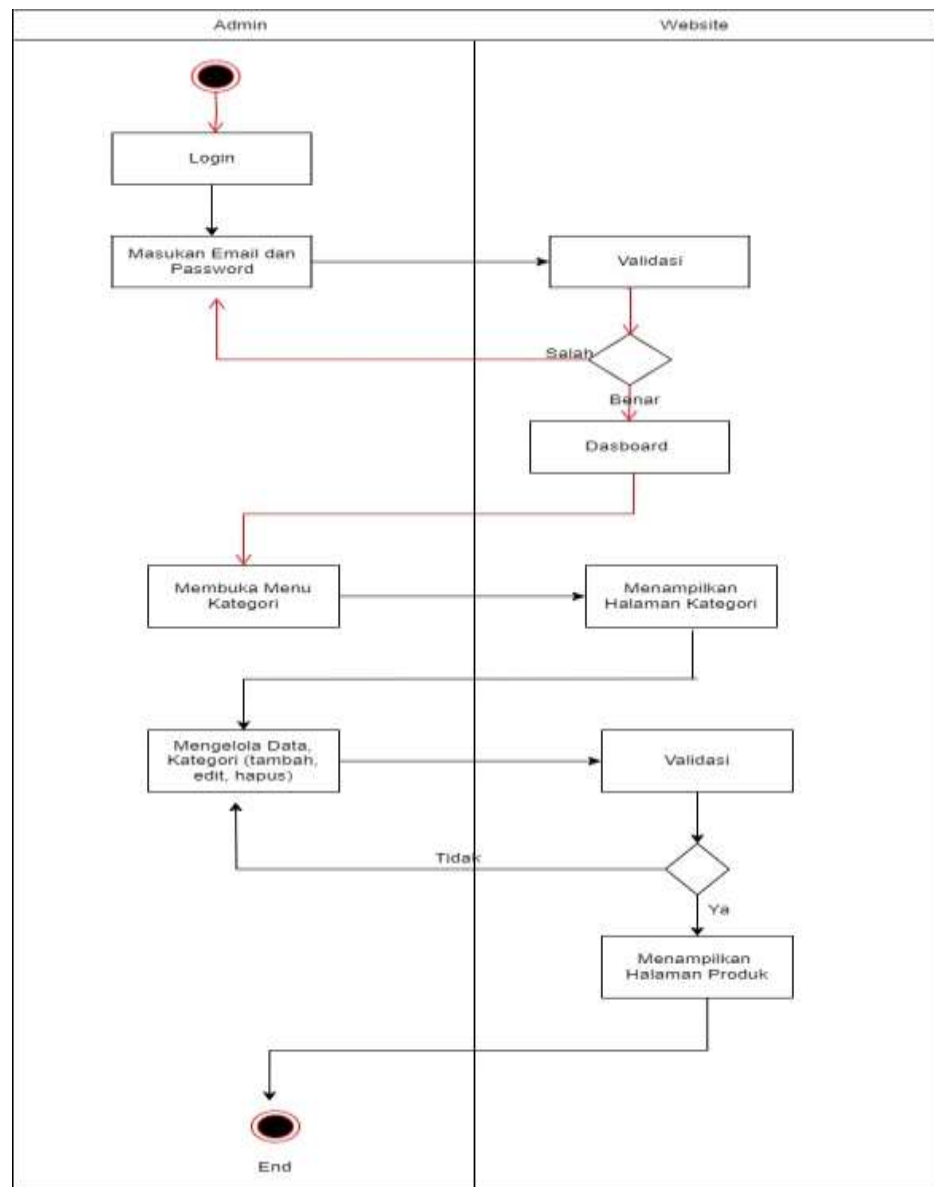 Admin
Website
Login
Masukan Email dan
Password
Validasi
Salah
Benar
Dasboard
Membuka Menu
Kategori
Menampilkan
Halaman Kategori
Mengelola Data,
Kategori (tambah,
edit, hapus)
Validasi
Tidak
Ya
Menampilkan
Halaman Produk
End